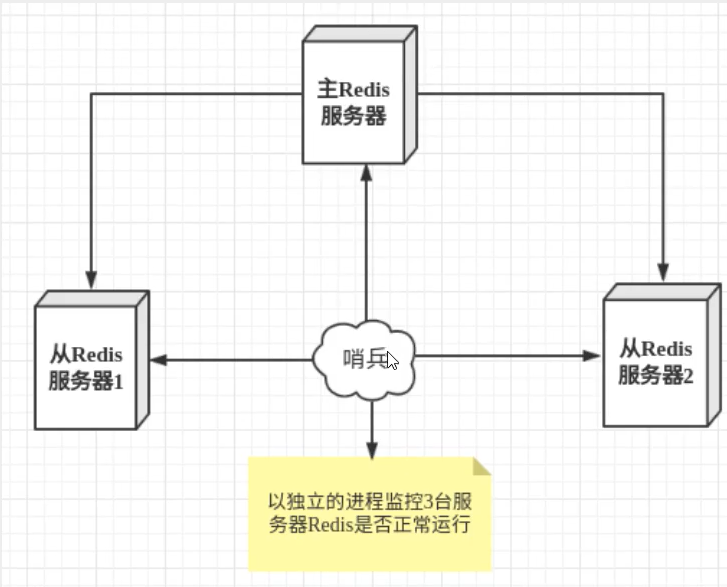 主Redis
服务器
从Redis
服务器1
哨兵
从Redis
服务器2
以独立的进程监控3台服
务器Redis是否正常运行